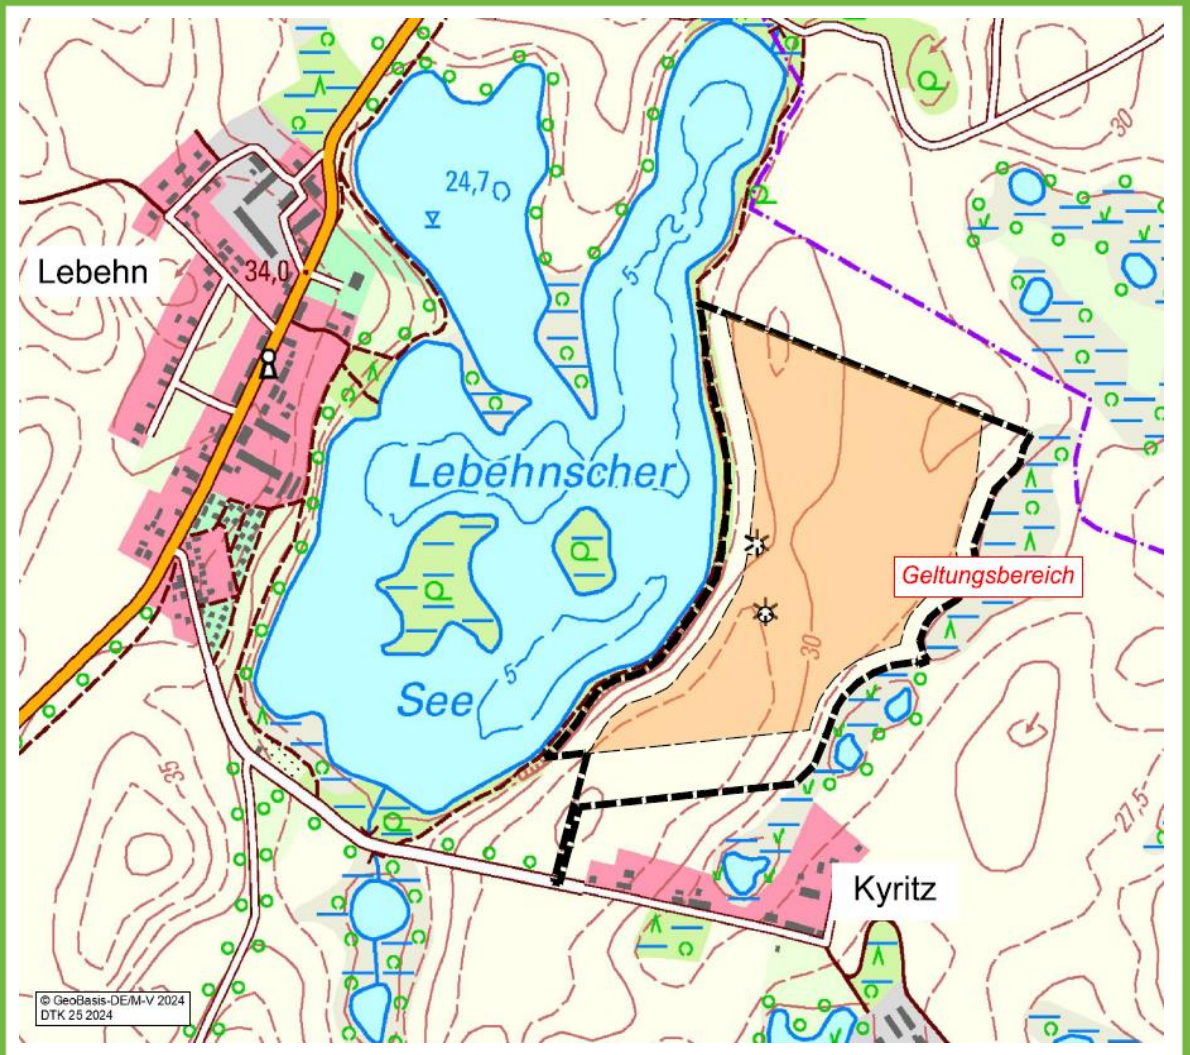 30
24,7
5
Lebehn
34,0
Lebehnscher
Geltungsbereich
30
5
See
35
27,5
Kyritz
© GeoBasis-DE/M-V 2024
DTK 25 2024